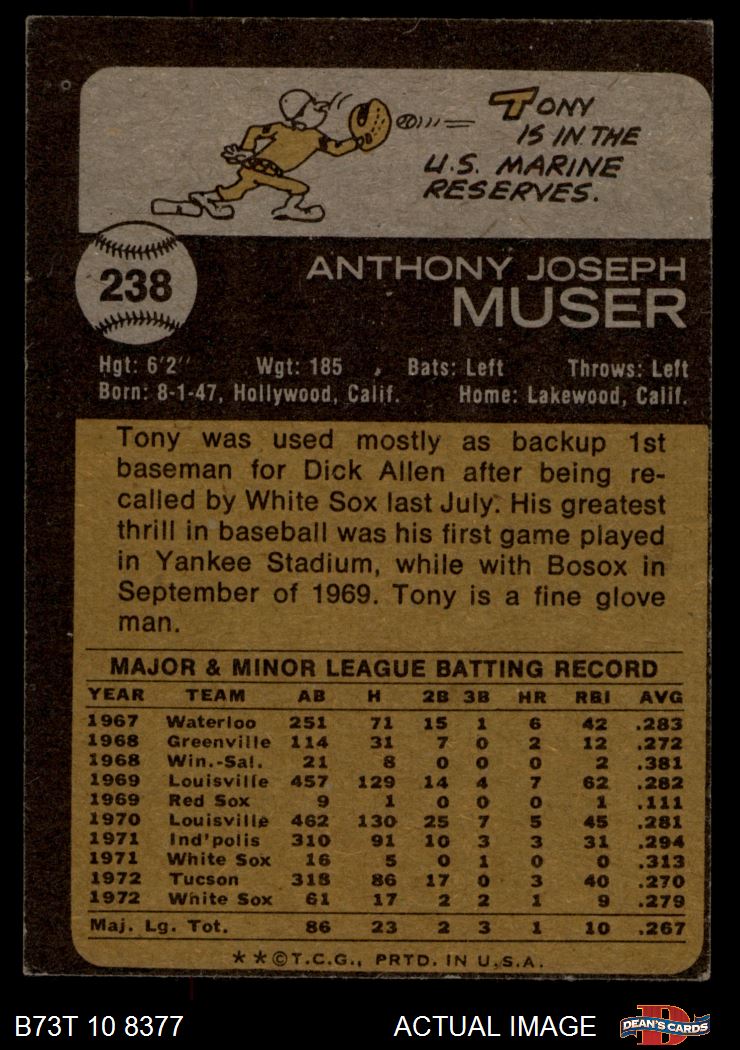 TONY
IS IN THE
U.S. MARINE
RESERVES.
238
ANTHONY JOSEPH
MUSER
Hgt: 6'2" Wgt: 185 Bats: Left Throws: Left
Born: 8-1-47, Hollywood, Calif. Home: Lakewood, Calif.
Tony was used mostly as backup 1st
baseman for Dick Allen after being re-
called by White Sox last July. His greatest
thrill in baseball was his first game played
in Yankee Stadium, while with Bosox in
September of 1969. Tony is a fine glove
man.
MAJOR & MINOR LEAGUE BATTING RECORD
YEAR TEAM AB H 2B 3B HR RBI AVG
1967 Waterloo 251 71 15 1 6 42 .283
1968 Greenville 114 31 7 0 2 12 .272
1968 Win.-Sal. 21 8 0 0 0 2 .381
1969 Louisville 457 129 14 4 7 62 .282
1969 Red Sox 9 1 0 0 0 1 .111
1970 Louisville 462 130 25 7 5 45 .281
1971 Ind'polis 310 91 10 3 3 31 .294
1971 White Sox 16 5 0 1 0 0 .313
1972 Tucson 318 86 17 0 3 40 .270
1972 White Sox 61 17 2 2 1 9 .279
Maj. Lg. Tot. 86 23 2 3 1 10 .267
**©T.C.G., PRTD. IN U.S.A.
B73T 10 8377 ACTUAL IMAGE D DEAN'S CARDS